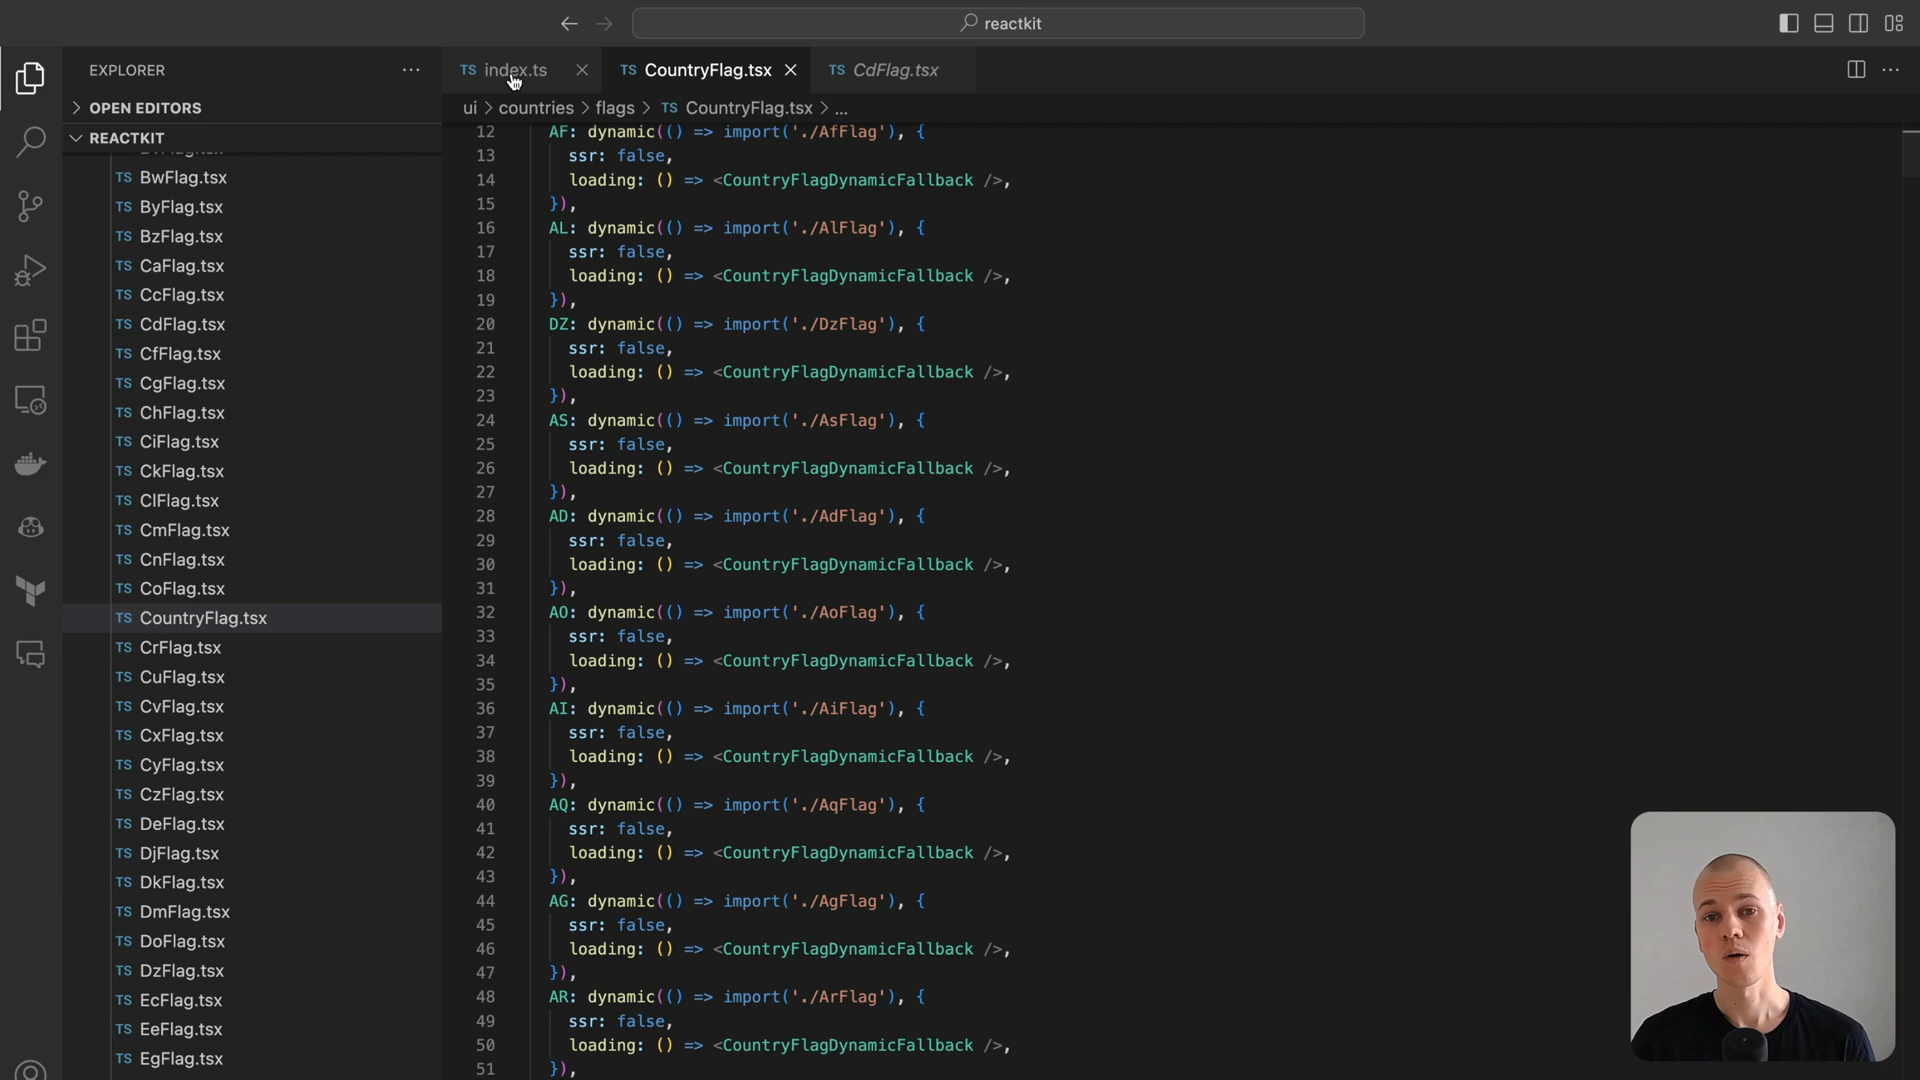 reactkit
EXPLORER
OPEN EDITORS
REACTKIT
TS BwFlag.tsx
TS ByFlag.tsx
TS BzFlag.tsx
TS CaFlag.tsx
TS CcFlag.tsx
TS CdFlag.tsx
TS CfFlag.tsx
TS CgFlag.tsx
TS ChFlag.tsx
TS CiFlag.tsx
TS CkFlag.tsx
TS ClFlag.tsx
TS CmFlag.tsx
TS CnFlag.tsx
TS CoFlag.tsx
TS CountryFlag.tsx
TS CrFlag.tsx
TS CuFlag.tsx
TS CvFlag.tsx
TS CxFlag.tsx
TS CyFlag.tsx
TS CzFlag.tsx
TS DeFlag.tsx
TS DjFlag.tsx
TS DkFlag.tsx
TS DmFlag.tsx
TS DoFlag.tsx
TS DzFlag.tsx
TS EcFlag.tsx
TS EeFlag.tsx
TS EgFlag.tsx
TS index.ts TS CountryFlag.tsx TS CdFlag.tsx
ui > countries > flags > TS CountryFlag.tsx > ...
12 AF: dynamic(() => import('./AfFlag'), {
13 ssr: false,
14 loading: () => <CountryFlagDynamicFallback />,
15 }),
16 AL: dynamic(() => import('./AlFlag'), {
17 ssr: false,
18 loading: () => <CountryFlagDynamicFallback />,
19 }),
20 DZ: dynamic(() => import('./DzFlag'), {
21 ssr: false,
22 loading: () => <CountryFlagDynamicFallback />,
23 }),
24 AS: dynamic(() => import('./AsFlag'), {
25 ssr: false,
26 loading: () => <CountryFlagDynamicFallback />,
27 }),
28 AD: dynamic(() => import('./AdFlag'), {
29 ssr: false,
30 loading: () => <CountryFlagDynamicFallback />,
31 }),
32 AO: dynamic(() => import('./AoFlag'), {
33 ssr: false,
34 loading: () => <CountryFlagDynamicFallback />,
35 }),
36 AI: dynamic(() => import('./AiFlag'), {
37 ssr: false,
38 loading: () => <CountryFlagDynamicFallback />,
39 }),
40 AQ: dynamic(() => import('./AqFlag'), {
41 ssr: false,
42 loading: () => <CountryFlagDynamicFallback />,
43 }),
44 AG: dynamic(() => import('./AgFlag'), {
45 ssr: false,
46 loading: () => <CountryFlagDynamicFallback />,
47 }),
48 AR: dynamic(() => import('./ArFlag'), {
49 ssr: false,
50 loading: () => <CountryFlagDynamicFallback />,
51 }),